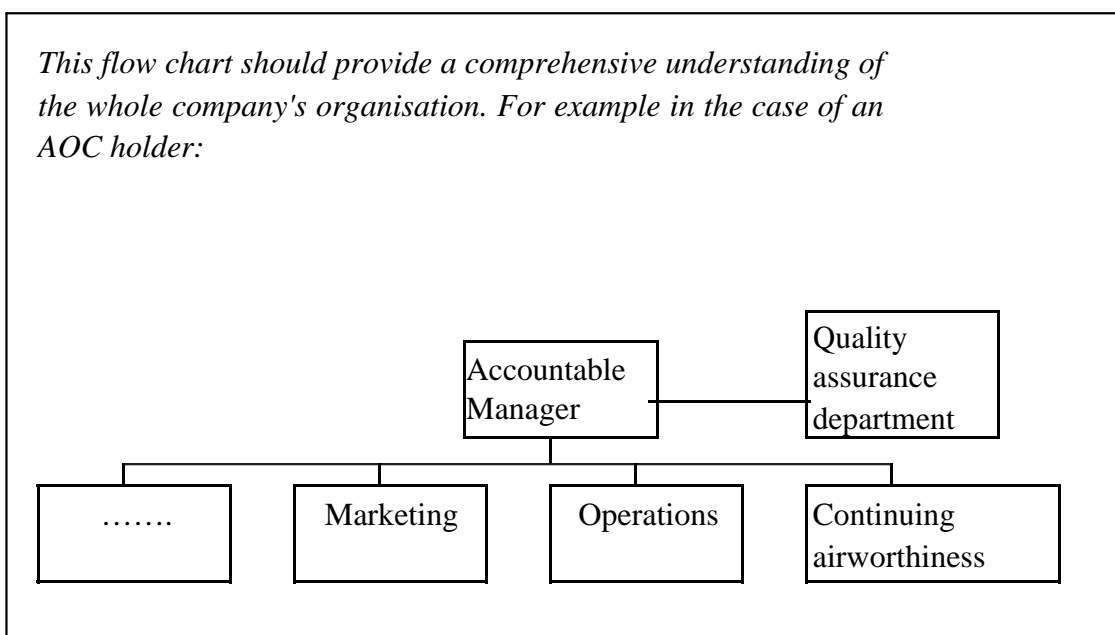 This flow chart should provide a comprehensive understanding of
the whole company's organisation. For example in the case of an
AOC holder:
Quality
assurance
department
Accountable
Manager
…….
Marketing
Operations
Continuing
airworthiness